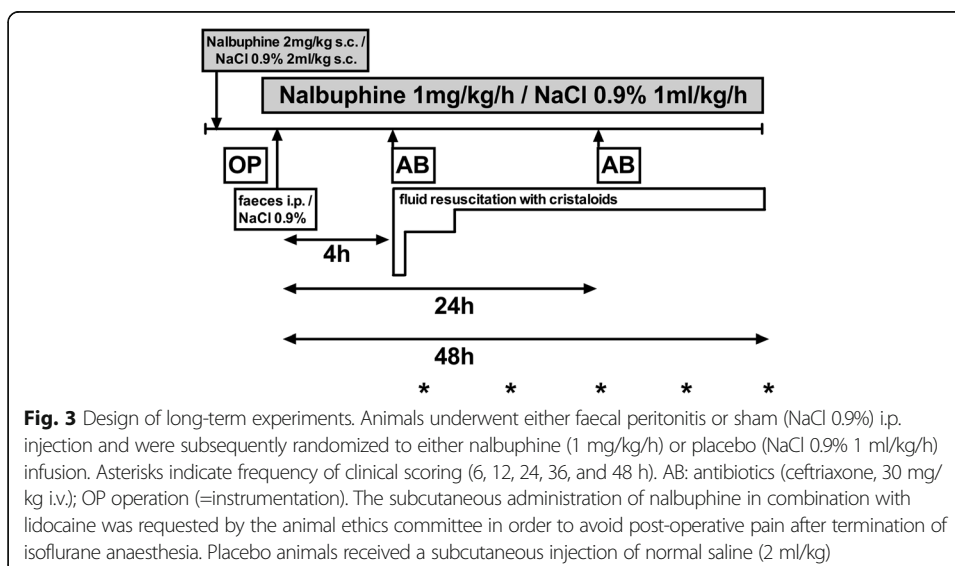 Nalbuphine 2mg/kg s.c. /
NaCl 0.9% 2ml/kg s.c.
Nalbuphine 1mg/kg/h / NaCl 0.9% 1ml/kg/h
OP
AB
AB
faeces i.p./
NaCl 0.9%
fluid resuscitation with cristaloids
4h
24h
48h
* * * * *
Fig. 3 Design of long-term experiments. Animals underwent either faecal peritonitis or sham (NaCl 0.9%) i.p.
injection and were subsequently randomized to either nalbuphine (1 mg/kg/h) or placebo (NaCl 0.9% 1 ml/kg/h)
infusion. Asterisks indicate frequency of clinical scoring (6, 12, 24, 36, and 48 h). AB: antibiotics (ceftriaxone, 30 mg/
kg i.v.); OP operation (=instrumentation). The subcutaneous administration of nalbuphine in combination with
lidocaine was requested by the animal ethics committee in order to avoid post-operative pain after termination of
isoflurane anaesthesia. Placebo animals received a subcutaneous injection of normal saline (2 ml/kg)